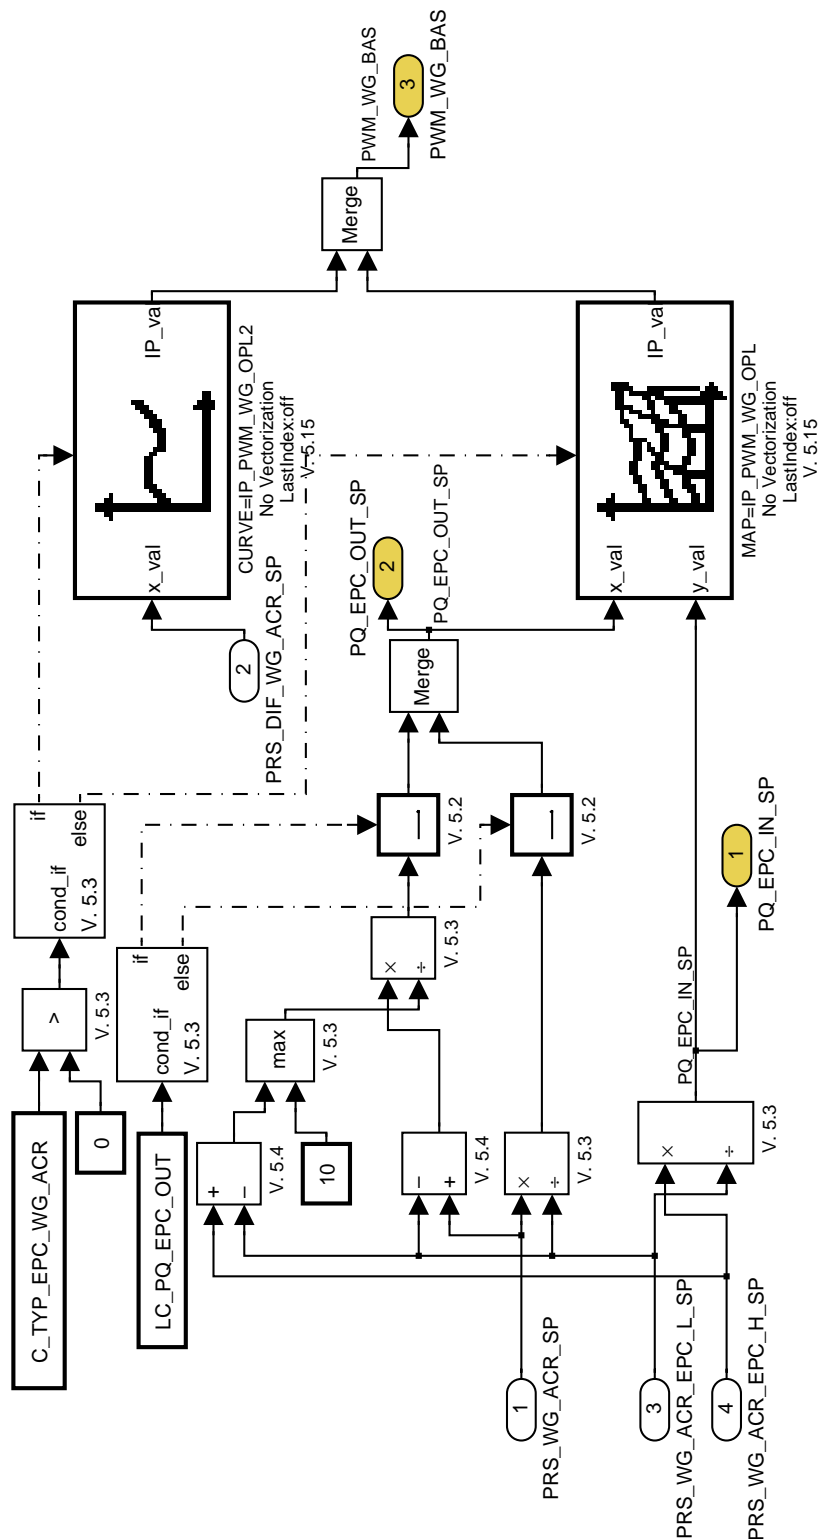 C_TYP_EPC_WG_ACR
0
>
V. 5.3
cond_if
V. 5.3
if
else
LC_PQ_EPC_OUT
cond_if
V. 5.3
if
else
2
PRS_DIF_WG_ACR_SP
x_val
IP_val
CURVE=IP_PWM_WG_OPL2
No Vectorization
LastIndex:off
V. 5.15
Merge
PWM_WG_BAS
3
PWM_WG_BAS
+
−
V. 5.4
10
max
V. 5.3
×
÷
V. 5.3
V. 5.2
−
+
V. 5.4
×
÷
V. 5.3
V. 5.2
Merge
PQ_EPC_OUT_SP
2
PQ_EPC_OUT_SP
PQ_EPC_OUT_SP
1
PRS_WG_ACR_SP
3
PRS_WG_ACR_EPC_L_SP
4
PRS_WG_ACR_EPC_H_SP
×
÷
V. 5.3
PQ_EPC_IN_SP
1
PQ_EPC_IN_SP
x_val
y_val
IP_val
MAP=IP_PWM_WG_OPL
No Vectorization
LastIndex:off
V. 5.15